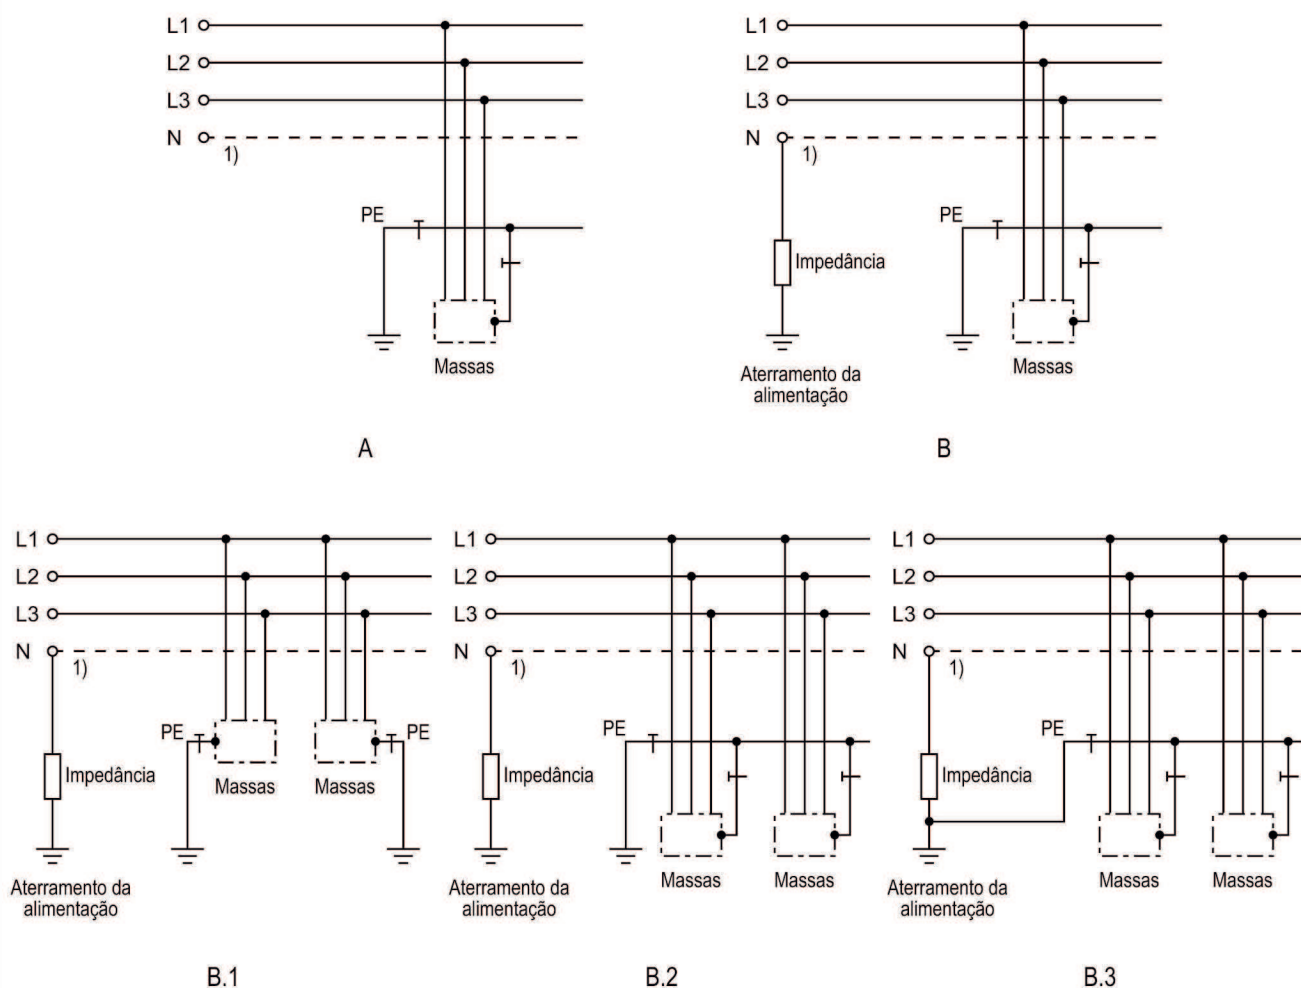 L1
L2
L3
N
1)
PE
Massas
A
L1
L2
L3
N
1)
PE
Impedância
Massas
Aterramento da
alimentação
B
L1
L2
L3
N
1)
PE
PE
Impedância
Massas
Massas
Aterramento da
alimentação
B.1
L1
L2
L3
N
1)
PE
Impedância
Massas
Massas
Aterramento da
alimentação
B.2
L1
L2
L3
N
1)
PE
Impedância
Massas
Massas
Aterramento da
alimentação
B.3